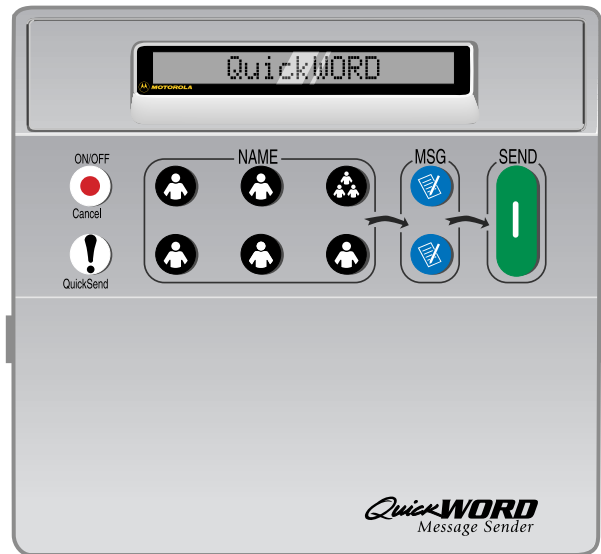 QuickWORD
MOTOROLA
ON/OFF
NAME
MSG
SEND
Cancel
QuickSend
QuickWORD
Message Sender